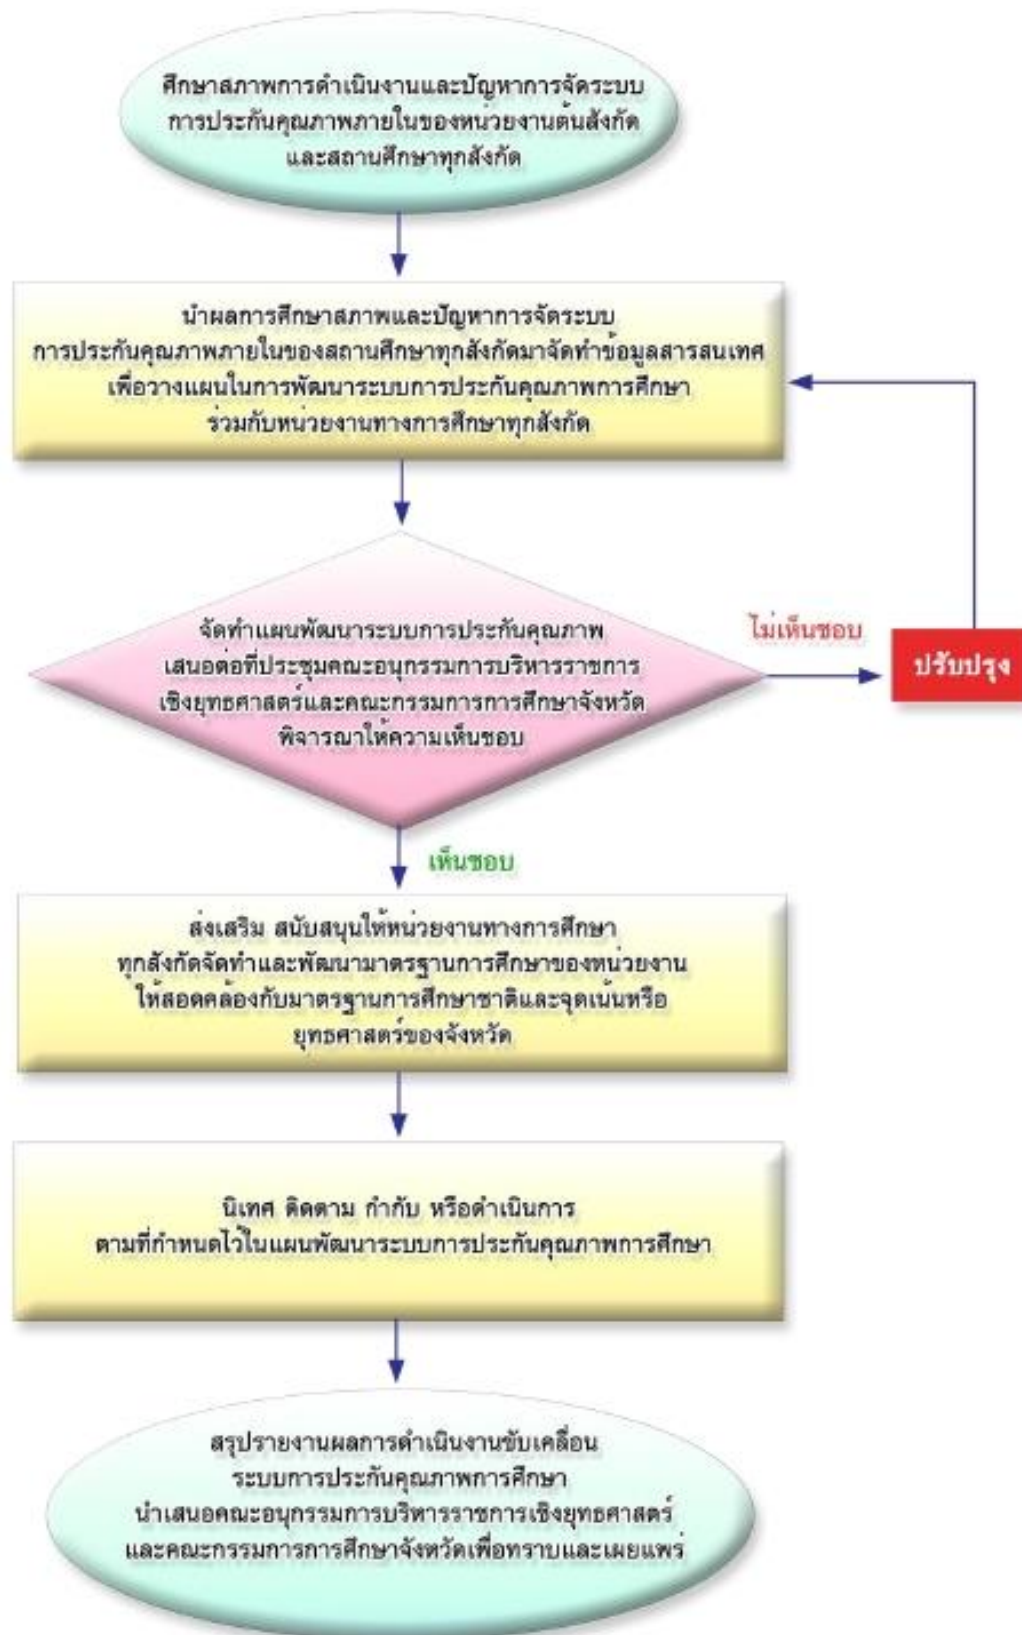 ศึกษาสภาพการดำเนินงานและปัญหาการจัดระบบ
การประกันคุณภาพภายในของหน่วยงานต้นสังกัด
และสถานศึกษาทุกสังกัด
นำผลการศึกษาสภาพและปัญหาการจัดระบบ
การประกันคุณภาพภายในของสถานศึกษาทุกสังกัดมาจัดทำข้อมูลสารสนเทศ
เพื่อวางแผนในการพัฒนาระบบการประกันคุณภาพการศึกษา
ร่วมกับหน่วยงานทางการศึกษาทุกสังกัด
จัดทำแผนพัฒนาระบบการประกันคุณภาพ
เสนอต่อที่ประชุมคณะอนุกรรมการบริหารราชการ
เชิงยุทธศาสตร์และคณะกรรมการการศึกษาจังหวัด
พิจารณาให้ความเห็นชอบ
ไม่เห็นชอบ
ปรับปรุง
เห็นชอบ
ส่งเสริม สนับสนุนให้หน่วยงานทางการศึกษา
ทุกสังกัดจัดทำและพัฒนามาตรฐานการศึกษาของหน่วยงาน
ให้สอดคล้องกับมาตรฐานการศึกษาชาติและจุดเน้นหรือ
ยุทธศาสตร์ของจังหวัด
นิเทศ ติดตาม กำกับ หรือดำเนินการ
ตามที่กำหนดไว้ในแผนพัฒนาระบบการประกันคุณภาพการศึกษา
สรุปรายงานผลการดำเนินงานขับเคลื่อน
ระบบการประกันคุณภาพการศึกษา
นำเสนอคณะอนุกรรมการบริหารราชการเชิงยุทธศาสตร์
และคณะกรรมการการศึกษาจังหวัดเพื่อทราบและเผยแพร่